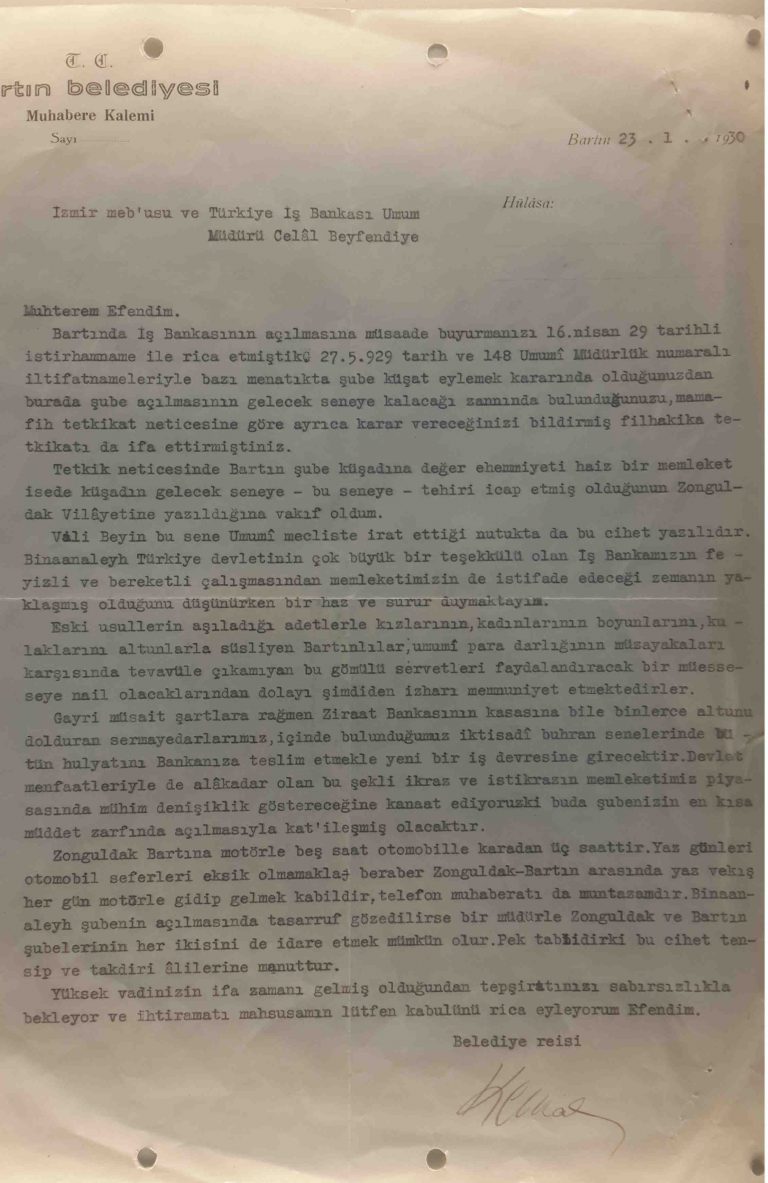 T. C.
rtın belediyesi
Muhabere Kalemi
Sayı
Bartın 23 . 1 . 1930
Hülâsa:
Izmir meb'usu ve Türkiye İş Bankası Umum
Müdürü Celâl Beyfendiye
Muhterem Efendim.
Bartında İş Bankasının açılmasına müsaade buyurmanızı 16.nisan 29 tarihli
istirhamname ile rica etmiştik. 27.5.929 tarih ve 148 Umumî Müdürlük numaralı
iltifatnameleriyle bazı menatıkta şube küşat eylemek kararında olduğunuzdan
burada şube açılmasının gelecek seneye kalacağı zannında bulunduğunuzu,mama-
fih tetkikat neticesine göre ayrıca karar vereceğinizi bildirmiş filhakika te-
tkikatı da ifa ettirmiştiniz.
Tetkik neticesinde Bartın şube küşadına değer ehemmiyeti haiz bir memleket
isede küşadın gelecek seneye - bu seneye - tehiri icap etmiş olduğunun Zongul-
dak Vilâyetine yazıldığına vakıf oldum.
Vali Beyin bu sene Umumî mecliste irat ettiği nutukta da bu cihet yazılıdır.
Binaanaleyh Türkiye devletinin çok büyük bir teşekkülü olan İş Bankamızın fe -
yizli ve bereketli çalışmasından memleketimizin de istifade edeceği zemanın ya-
klaşmış olduğunu düşünürken bir haz ve surur duymaktayım.
Eski usullerin aşıladığı adetlerle kızlarının,kadınlarının boyunlarını,ku -
laklarını altunlarla süsliyen Bartınlılar,umumî para darlığının müzayakaları
karşısında tevavüle çıkamıyan bu gömülü servetleri faydalandıracak bir müesse-
seye nail olacaklarından dolayı şimdiden izharı memnuniyet etmektedirler.
Gayri müsait şartlara rağmen Ziraat Bankasının kasasına bile binlerce altunu
dolduran sermayedarlarımız,içinde bulunduğumuz iktisadî buhran senelerinde bü -
tün hulyatını Bankanıza teslim etmekle yeni bir iş devresine girecektir.Devlet
menfaatleriyle de alâkadar olan bu şekli ikraz ve istikrazın memleketimiz piya-
sasında mühim denişiklik göstereceğine kanaat ediyoruzki buda şubenizin en kısa
müddet zarfında açılmasıyla kat'ileşmiş olacaktır.
Zonguldak Bartına motörle beş saat otomobille karadan üç saattir.Yaz günleri
otomobil seferleri eksik olmamakla beraber Zonguldak-Bartın arasında yaz vekış
her gün motörle gidip gelmek kabildir,telefon muhaberatı da muntazamdır.Binaan-
aleyh şubenin açılmasında tasarruf gözedilirse bir müdürle Zonguldak ve Bartın
şubelerinin her ikisini de idare etmek mümkün olur.Pek tabiidirki bu cihet ten-
sip ve takdiri âlilerine manuttur.
Yüksek vadinizin ifa zamanı gelmiş olduğundan tepşiratınızı sabırsızlıkla
bekleyor ve ihtiramatı mahsusamın lütfen kabulünü rica eyleyorum Efendim.
Belediye reisi
Kemal